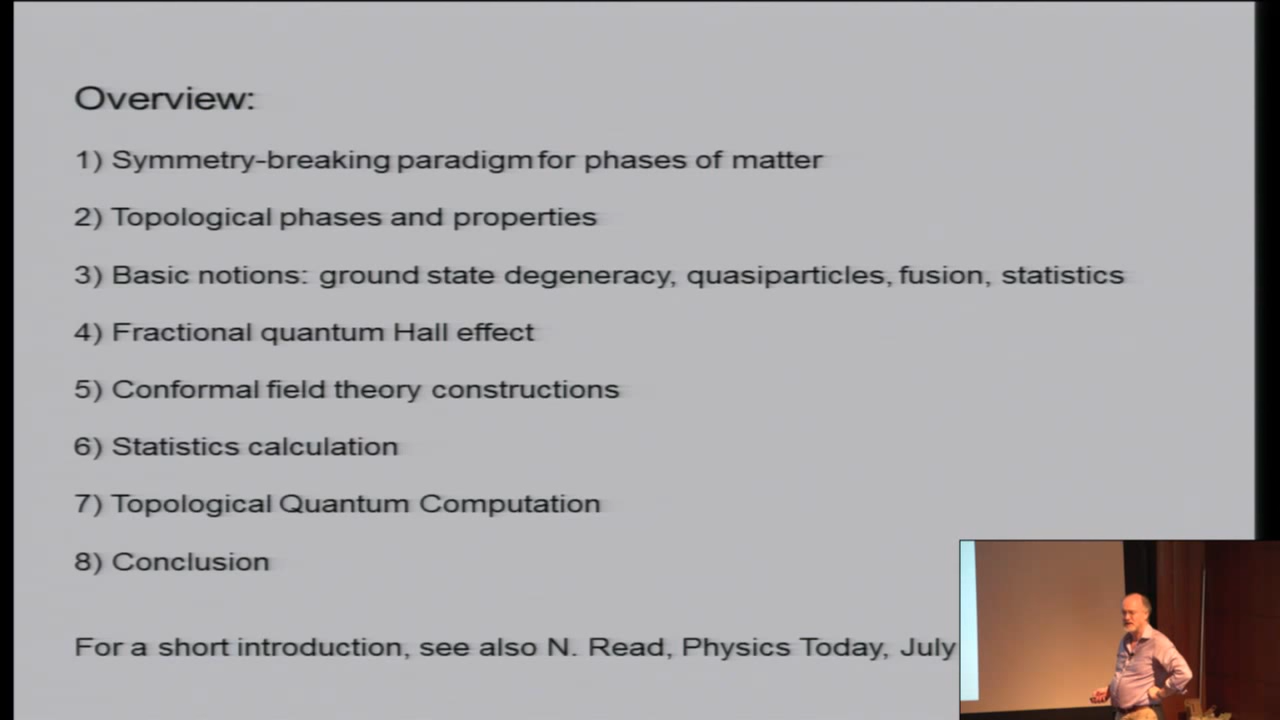 Overview:
1) Symmetry-breaking paradigm for phases of matter
2) Topological phases and properties
3) Basic notions: ground state degeneracy, quasiparticles, fusion, statistics
4) Fractional quantum Hall effect
5) Conformal field theory constructions
6) Statistics calculation
7) Topological Quantum Computation
8) Conclusion
For a short introduction, see also N. Read, Physics Today, July